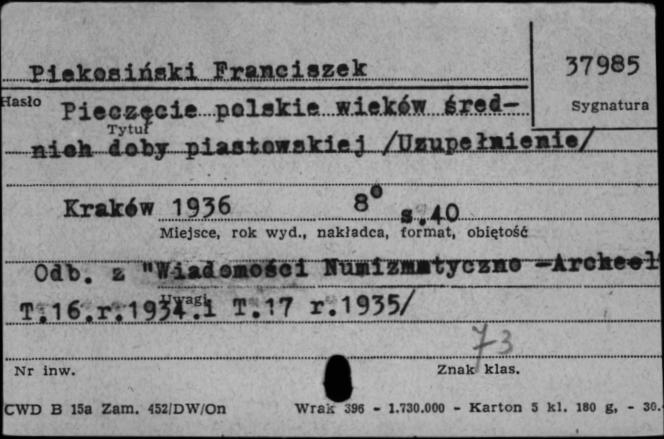 Piekosiński Franciszek
37985
Hasło
Sygnatura
Pieczęcie polskie wieków śred-
Tytuł
nich doby piastowskiej /Uzupełnienie/
Kraków 1936 8° s.40
Miejsce, rok wyd., nakładca, format, obiętość
Odb. z "Wiadomości Numizmatyczno -Archeol
Uwagi
T.16.r.1934.i T.17 r.1935/
73
Nr inw.
Znak klas.
CWD B 15a Zam. 452/DW/On
Wrak 396 - 1.730.000 - Karton 5 kl. 180 g, - 30.